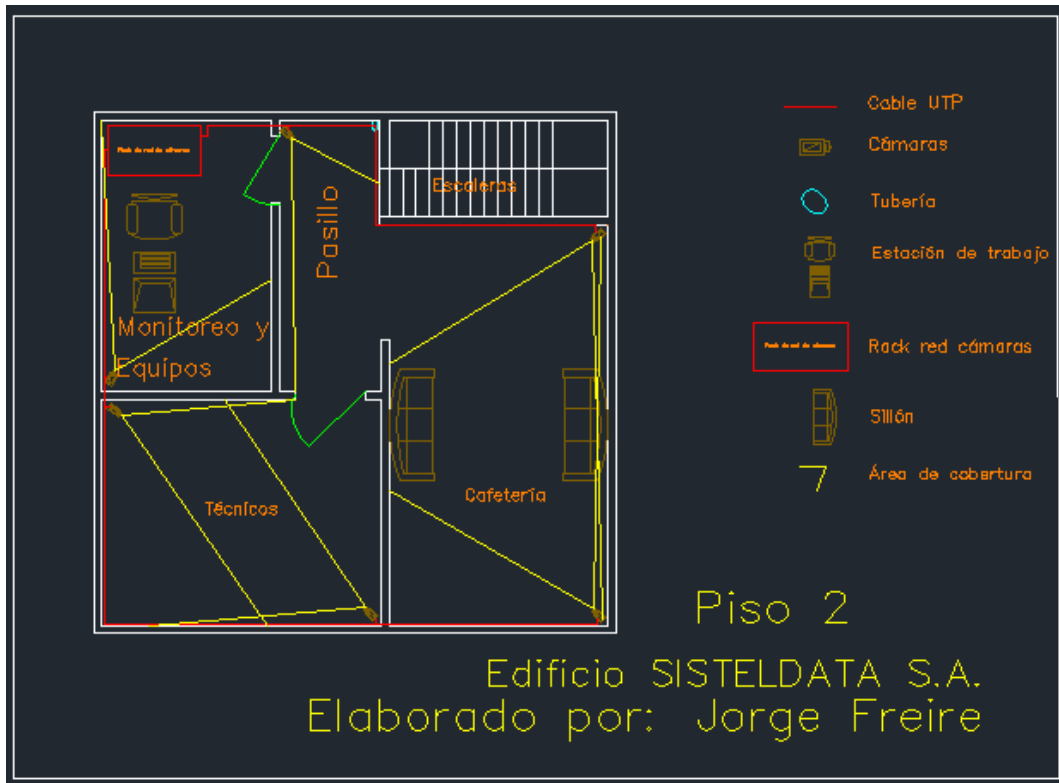 Cable UTP
Cámaras
Tubería
Estación de trabajo
Rack red cámaras
Sillón
Área de cobertura
Escaleras
Pasillo
Monitoreo y
Equipos
Técnicos
Cafetería
Piso 2
Edificio SISTELDATA S.A.
Elaborado por: Jorge Freire